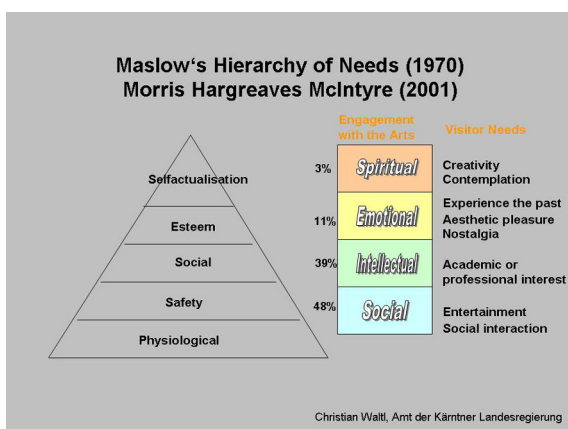 Maslow‘s Hierarchy of Needs (1970)
Morris Hargreaves McIntyre (2001)
Selfactualisation
Esteem
Social
Safety
Physiological
Engagement
with the Arts
Visitor Needs
3%
Spiritual
Creativity
Contemplation
11%
Emotional
Experience the past
Aesthetic pleasure
Nostalgia
39%
Intellectual
Academic or
professional interest
48%
Social
Entertainment
Social interaction
Christian Waltl, Amt der Kärntner Landesregierung